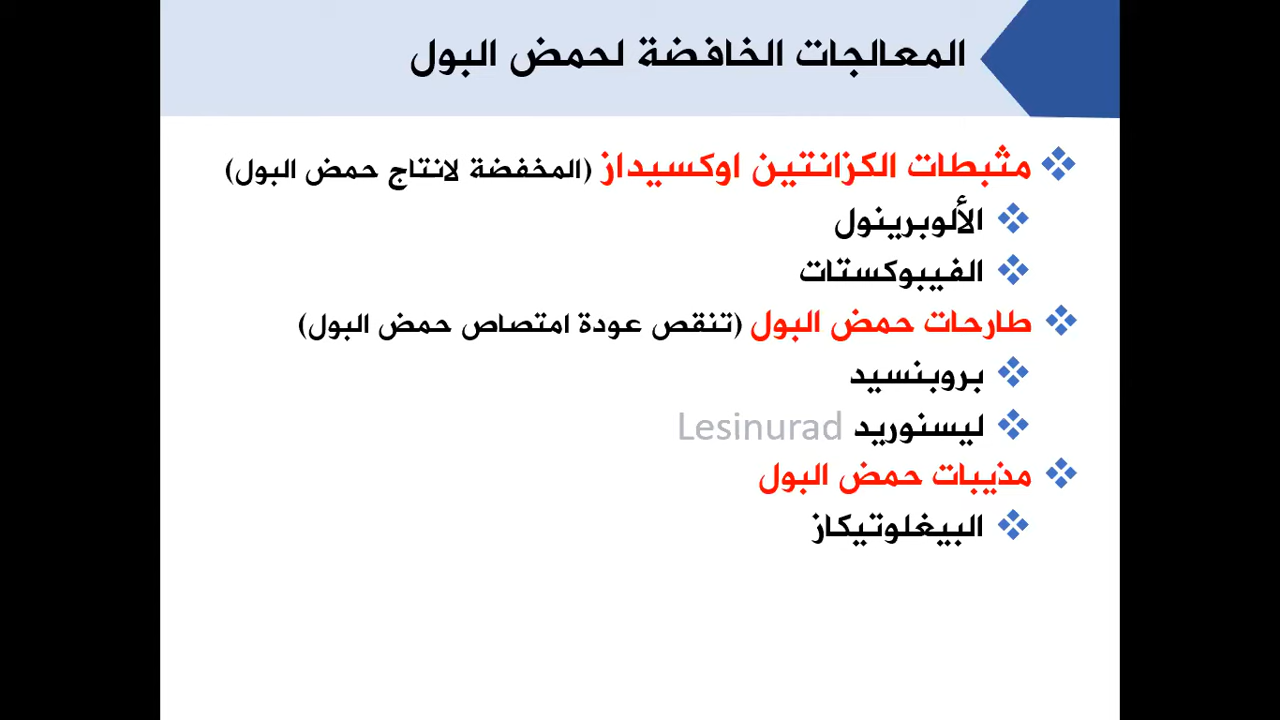 المعالجات الخافضة لحمض البول
مثبطات الكزانتين اوكسيداز (المخفضة لانتاج حمض البول)
الألوبرينول
الفيبوكستات
طارحات حمض البول (تنقص عودة امتصاص حمض البول)
بروبنسيد
ليسنوريد Lesinurad
مذيبات حمض البول
البيغلوتيكاز